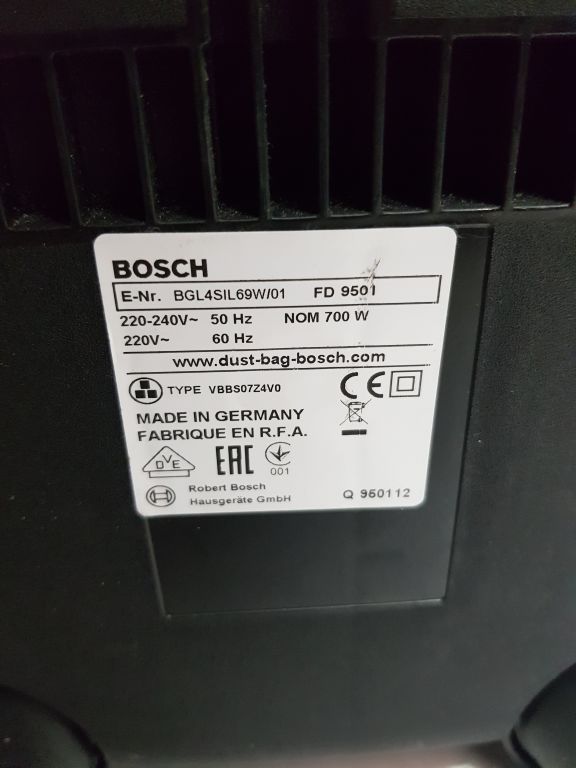 BOSCH
E-Nr. BGL4SIL69W/01 FD 9501
220-240V~ 50 Hz NOM 700 W
220V~ 60 Hz
www.dust-bag-bosch.com
TYPE VBBS07Z4V0 CE
MADE IN GERMANY
FABRIQUE EN R.F.A.
DVE EAC 001
Robert Bosch
Hausgeräte GmbH Q 950112